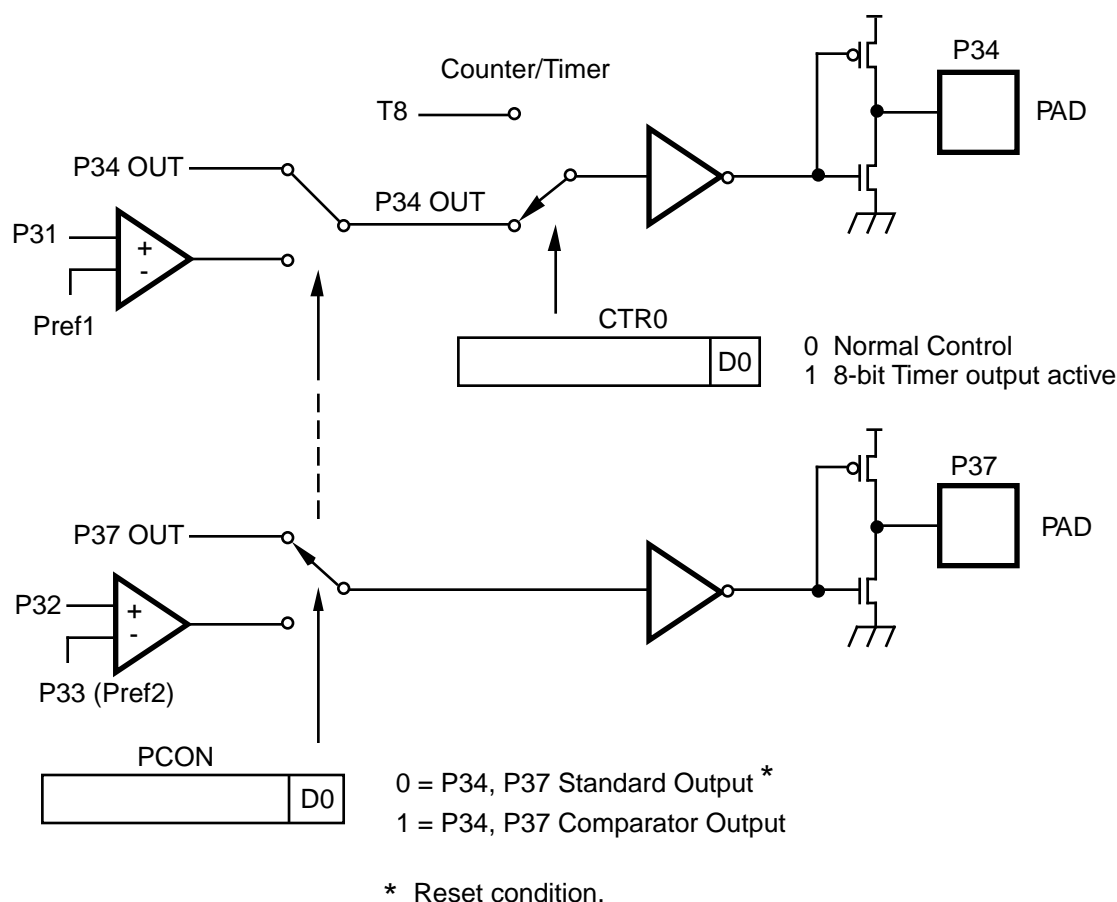 P34
Counter/Timer
T8
PAD
P34 OUT
P34 OUT
P31
+
-
Pref1
CTR0
D0
0 Normal Control
1 8-bit Timer output active
P37
P37 OUT
PAD
P32
+
-
P33 (Pref2)
PCON
D0
0 = P34, P37 Standard Output *
1 = P34, P37 Comparator Output
* Reset condition.